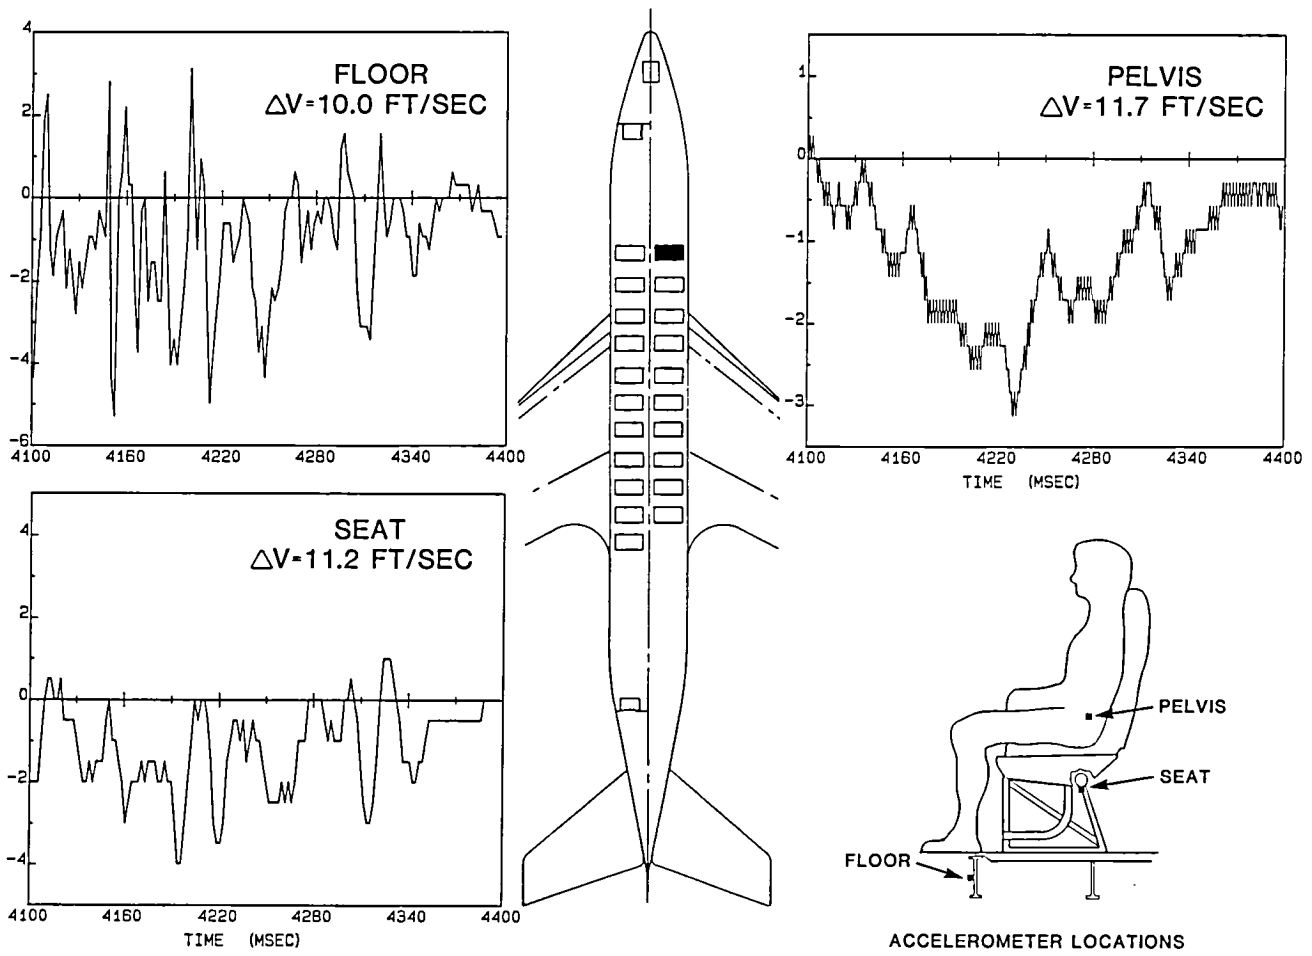 4
2
0
-2
-4
-6
4100 4160 4220 4280 4340 4400
FLOOR
△V=10.0 FT/SEC
4
2
0
-2
-4
4100 4160 4220 4280 4340 4400
TIME (MSEC)
SEAT
△V=11.2 FT/SEC
1
0
-1
-2
-3
4100 4160 4220 4280 4340 4400
TIME (MSEC)
PELVIS
△V=11.7 FT/SEC
PELVIS
SEAT
FLOOR
ACCELEROMETER LOCATIONS